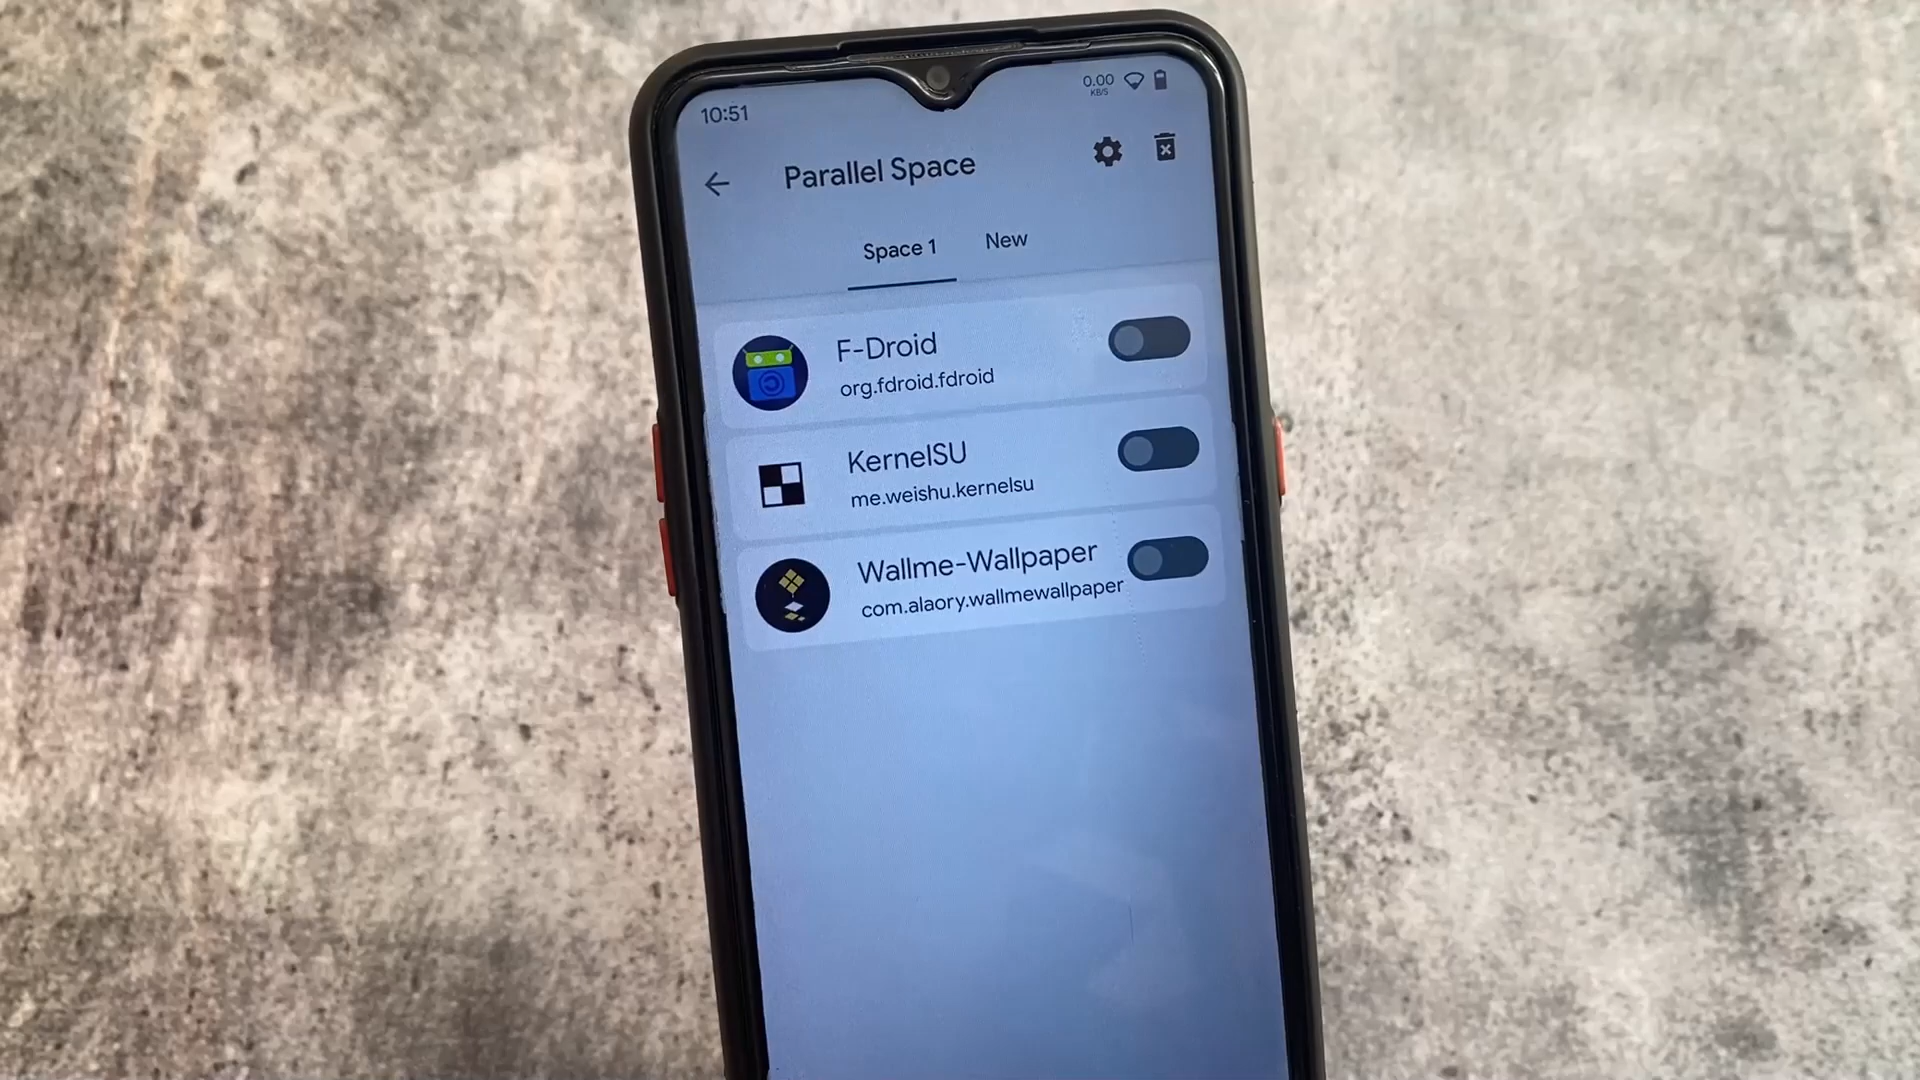 10:51
0.00
KB/S
Parallel Space
Space 1
New
F-Droid
org.fdroid.fdroid
KernelSU
me.weishu.kernelsu
Wallme-Wallpaper
com.alaory.wallmewallpaper